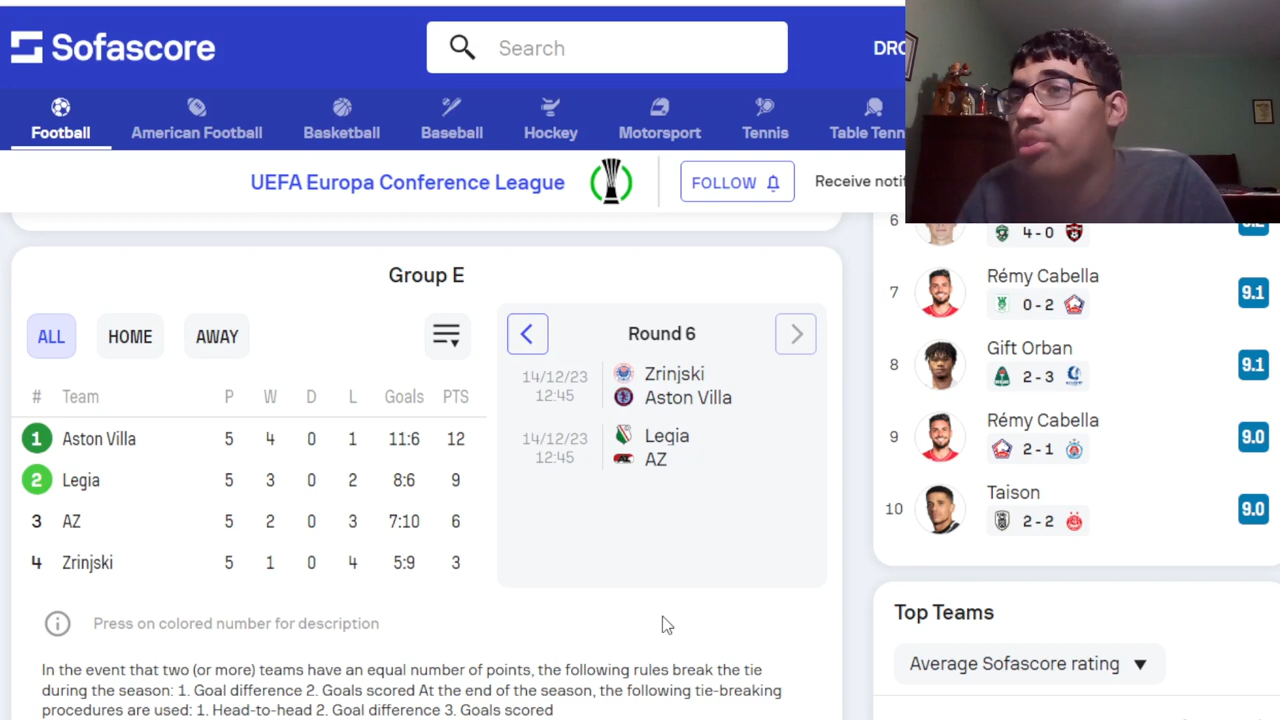 Sofascore
Search
DRO
Football
American Football
Basketball
Baseball
Hockey
Motorsport
Tennis
Table Tenn
UEFA Europa Conference League
FOLLOW
Receive notif
Group E
ALL HOME AWAY
# Team P W D L Goals PTS
1 Aston Villa 5 4 0 1 11:6 12
2 Legia 5 3 0 2 8:6 9
3 AZ 5 2 0 3 7:10 6
4 Zrinjski 5 1 0 4 5:9 3
Round 6
14/12/23 Zrinjski
12:45 Aston Villa
14/12/23 Legia
12:45 AZ
Press on colored number for description
In the event that two (or more) teams have an equal number of points, the following rules break the tie
during the season: 1. Goal difference 2. Goals scored At the end of the season, the following tie-breaking
procedures are used: 1. Head-to-head 2. Goal difference 3. Goals scored
6
4 - 0
7 Rémy Cabella 9.1
0 - 2
8 Gift Orban 9.1
2 - 3
9 Rémy Cabella 9.0
2 - 1
10 Taison 9.0
2 - 2
Top Teams
Average Sofascore rating